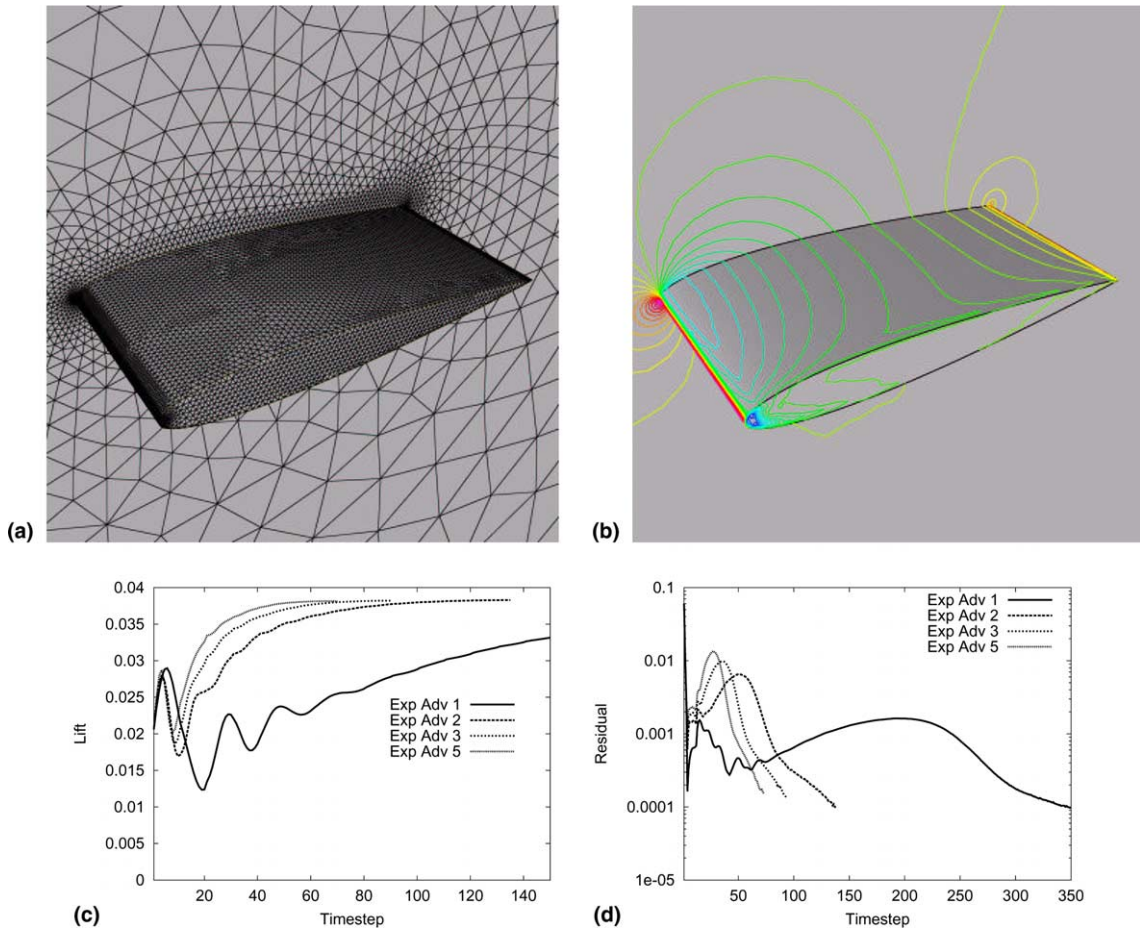 (a)
(b)
0.04
0.035
0.03
0.025
0.02
0.015
0.01
0.005
0
Lift
Exp Adv 1
Exp Adv 2
Exp Adv 3
Exp Adv 5
20 40 60 80 100 120 140
Timestep
(c)
0.1
0.01
0.001
0.0001
1e-05
Residual
Exp Adv 1
Exp Adv 2
Exp Adv 3
Exp Adv 5
50 100 150 200 250 300 350
Timestep
(d)